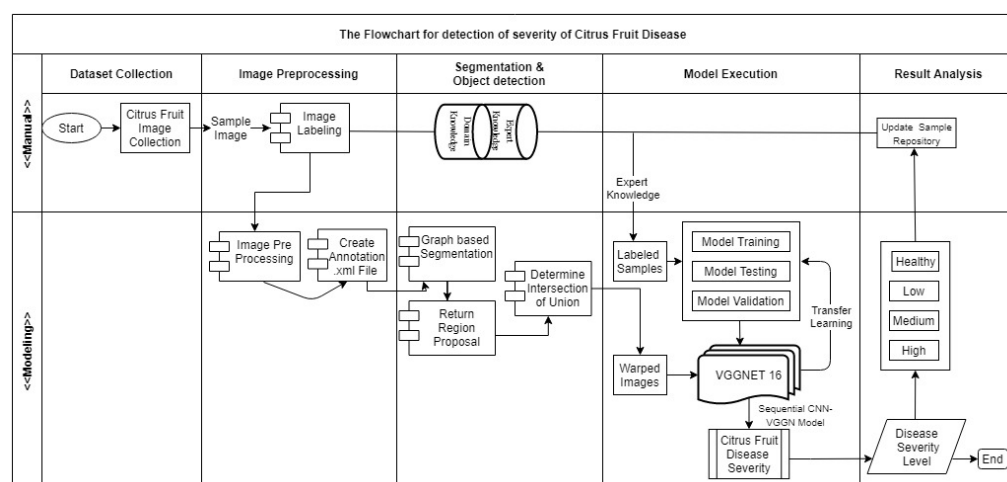 The Flowchart for detection of severity of Citrus Fruit Disease
Dataset Collection
Image Preprocessing
Segmentation &
Object detection
Model Execution
Result Analysis
<<Manual>>
Start
Citrus Fruit
Image
Collection
Sample
Image
Image
Labeling
Domain
Knowledge
Expert
Knowledge
Update Sample
Repository
Expert
Knowledge
<<Modeling>>
Image Pre
Processing
Create
Annotation
.xml File
Graph based
Segmentation
Return
Region
Proposal
Determine
Intersection
of Union
Labeled
Samples
Model Training
Model Testing
Model Validation
Transfer
Learning
Warped
Images
VGGNET 16
Sequential CNN-
VGGN Model
Citrus Fruit
Disease
Severity
Healthy
Low
Medium
High
Disease
Severity
Level
End